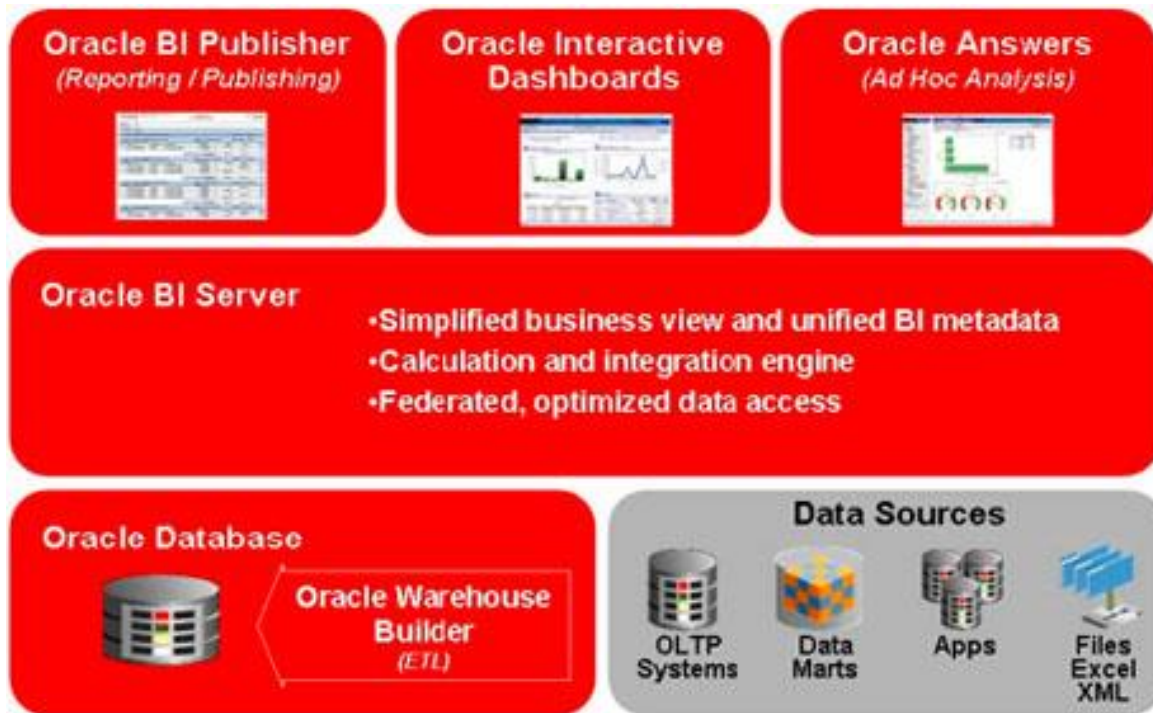 Oracle BI Publisher
(Reporting / Publishing)
Oracle Interactive
Dashboards
Oracle Answers
(Ad Hoc Analysis)
Oracle BI Server
•Simplified business view and unified BI metadata
•Calculation and integration engine
•Federated, optimized data access
Oracle Database
Oracle Warehouse
Builder
(ETL)
Data Sources
OLTP
Systems
Data
Marts
Apps
Files
Excel
XML